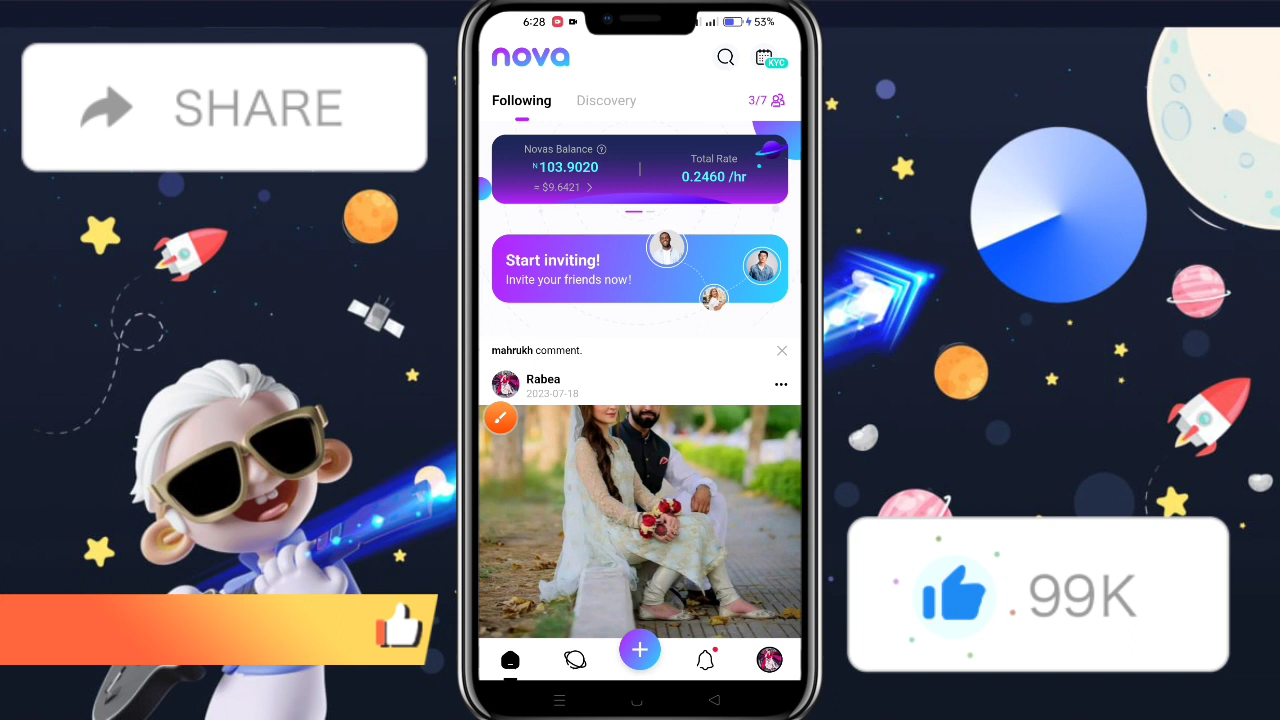 SHARE
6:28
53%
nova
KYC
Following
Discovery
3/7
Novas Balance ?
N103.9020
≈ $9.6421
Total Rate
0.2460 /hr
Start inviting!
Invite your friends now!
mahrukh comment.
Rabea
2023-07-18
99K